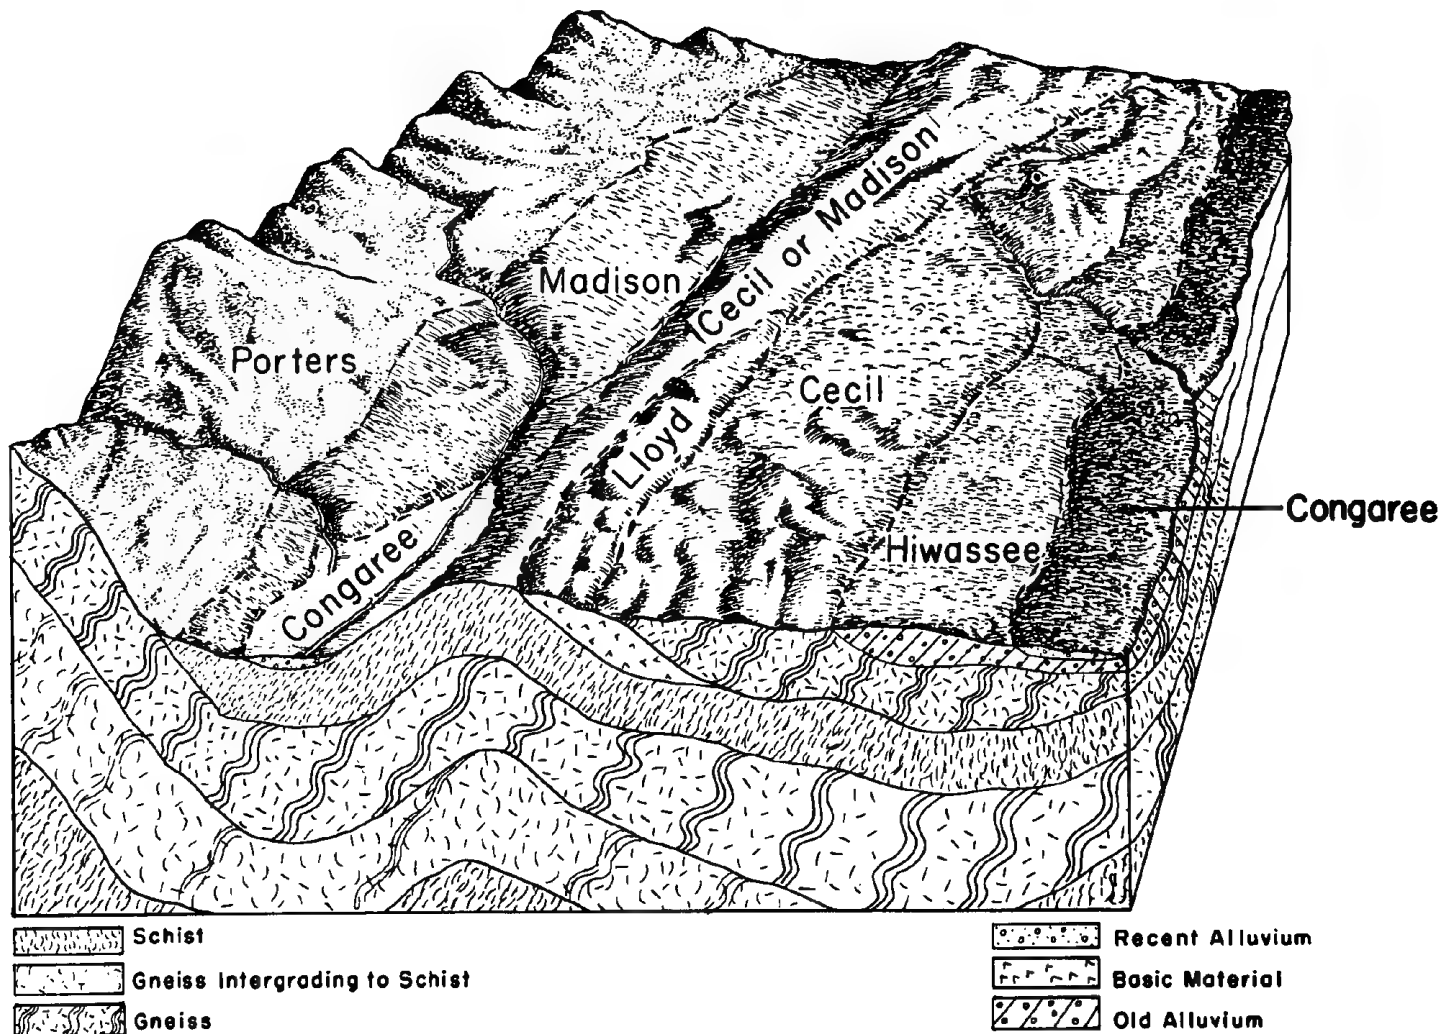 Cecil or Madison
Madison
Porters
Cecil
Lloyd
Congaree
Hiwassee
Congaree
Schist
Gneiss Intergrading to Schist
Gneiss
Recent Alluvium
Basic Material
Old Alluvium